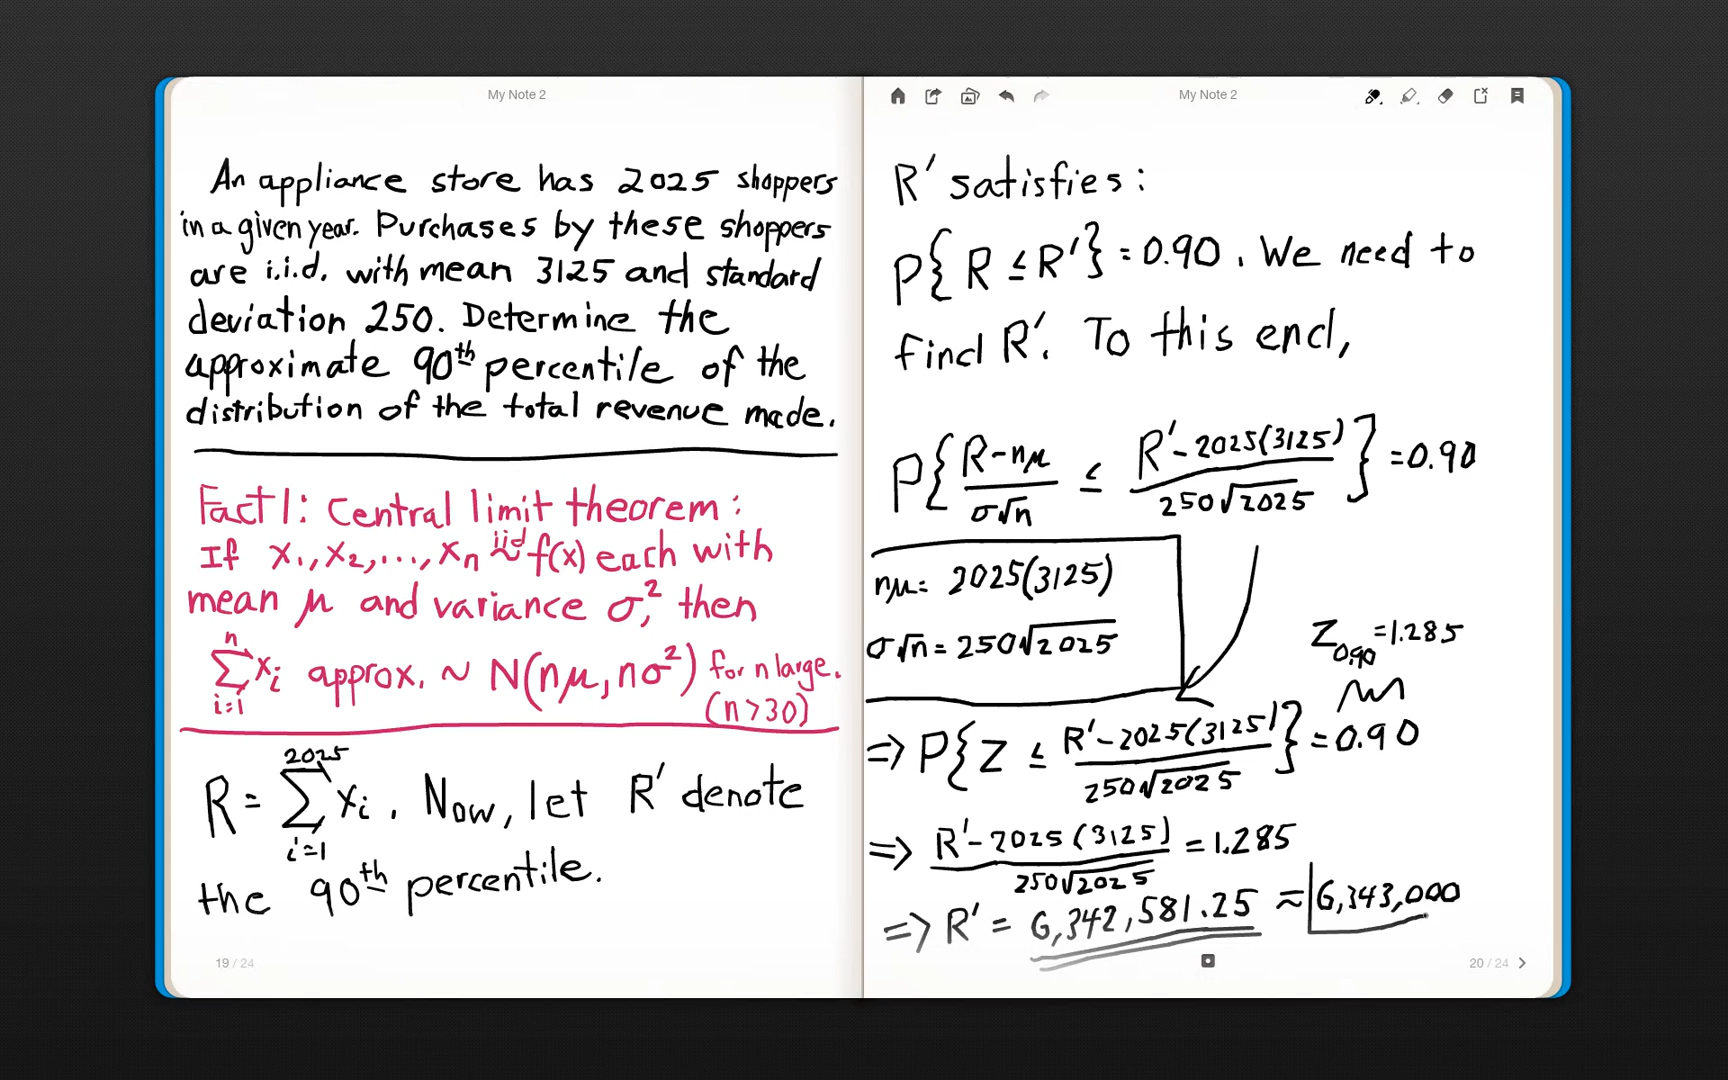 My Note 2
An appliance store has 2025 shoppers
in a given year. Purchases by these shoppers
are i.i.d. with mean 3125 and standard
deviation 250. Determine the
approximate 90th percentile of the
distribution of the total revenue made.
Fact 1: Central limit theorem:
If x₁, x₂, ..., xₙ iid~ f(x) each with
mean μ and variance σ², then
∑_{i=1}^{n} xᵢ approx. ~ N(nμ, nσ²) for n large.
(n>30)
R = ∑_{i=1}^{2025} xᵢ. Now, let R' denote
the 90th percentile.
19 / 24
My Note 2
R' satisfies:
P{R ≤ R'} = 0.90. We need to
find R'. To this end,
P{(R-nμ)/(σ√n) ≤ (R'-2025(3125))/(250√2025)} = 0.90
nμ = 2025(3125)
σ√n = 250√2025
Z_{0.90} = 1.285
=> P{Z ≤ (R'-2025(3125))/(250√2025)} = 0.90
=> (R'-2025(3125))/(250√2025) = 1.285
=> R' = 6,342,581.25 ≈ 6,343,000
20 / 24